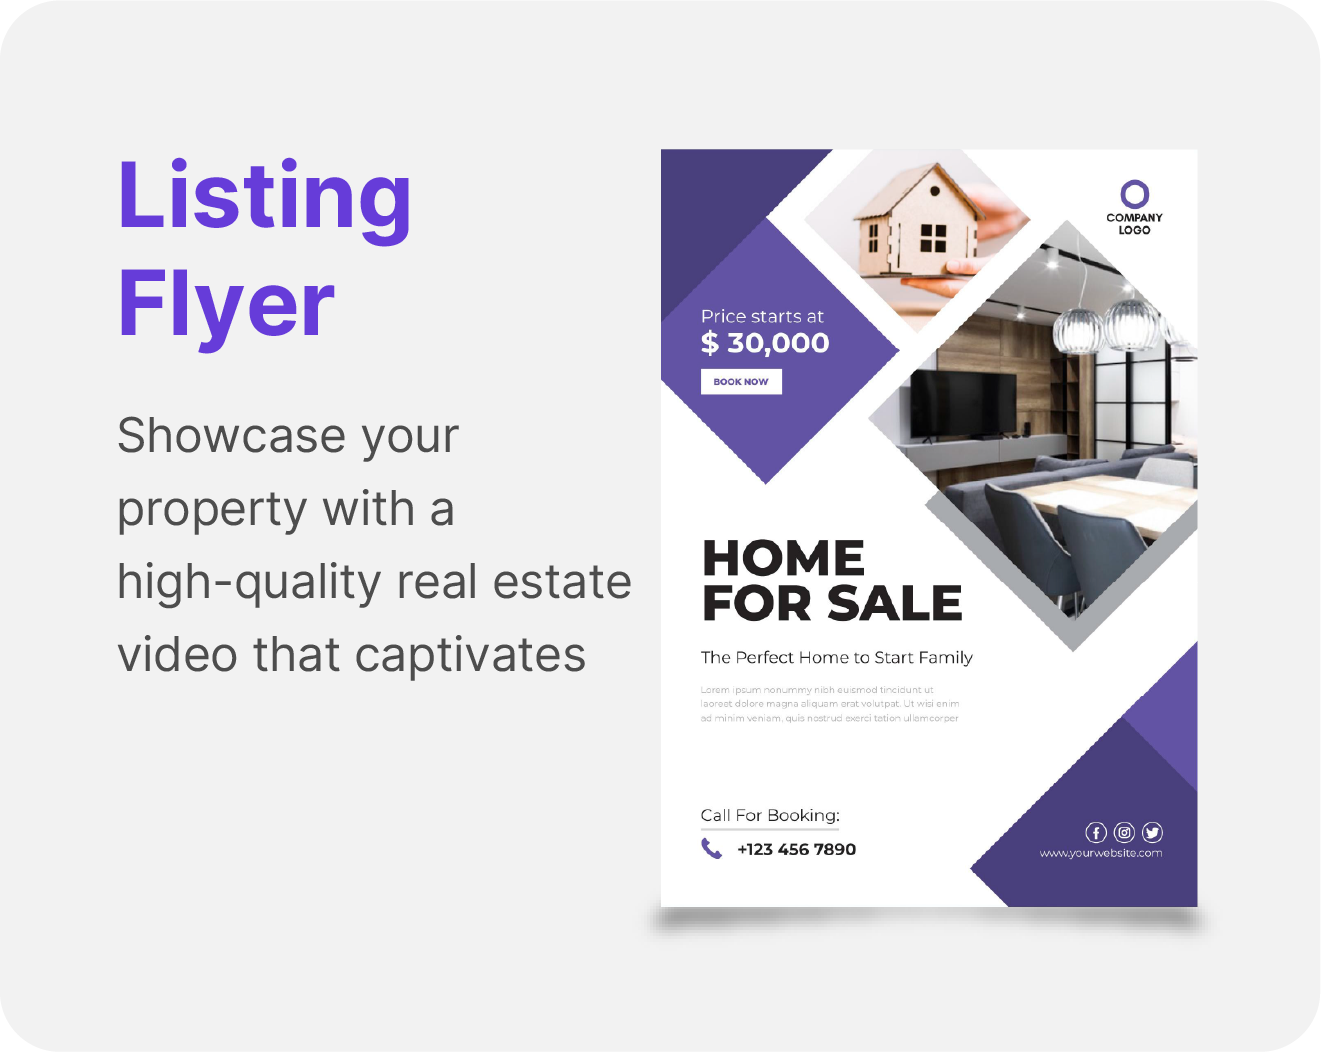 Listing
Flyer
Showcase your
property with a
high-quality real estate
video that captivates
COMPANY
LOGO
Price starts at
$ 30,000
BOOK NOW
HOME
FOR SALE
The Perfect Home to Start Family
Lorem ipsum nonummy nibh euismod tincidunt ut
laoreet dolore magna aliquam erat volutpat. Ut wisi enim
ad minim veniam, quis nostrud exerci tation ullamcorper
Call For Booking:
+123 456 7890
www.yourwebsite.com